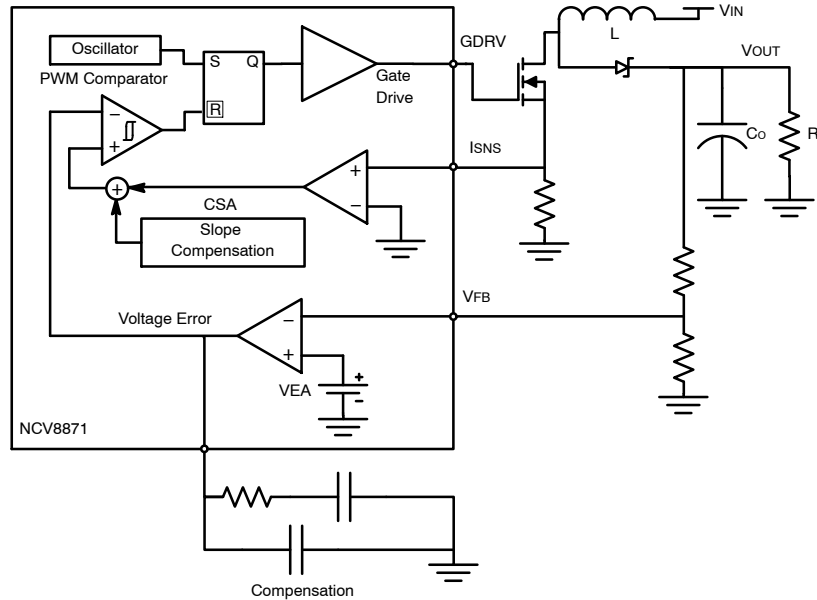 Oscillator
PWM Comparator
S Q
R
Gate
Drive
GDRV
L
VIN
VOUT
CO
R
−
+
+
CSA
+
−
ISNS
Slope
Compensation
Voltage Error
−
+
VEA
+
-
VFB
NCV8871
Compensation